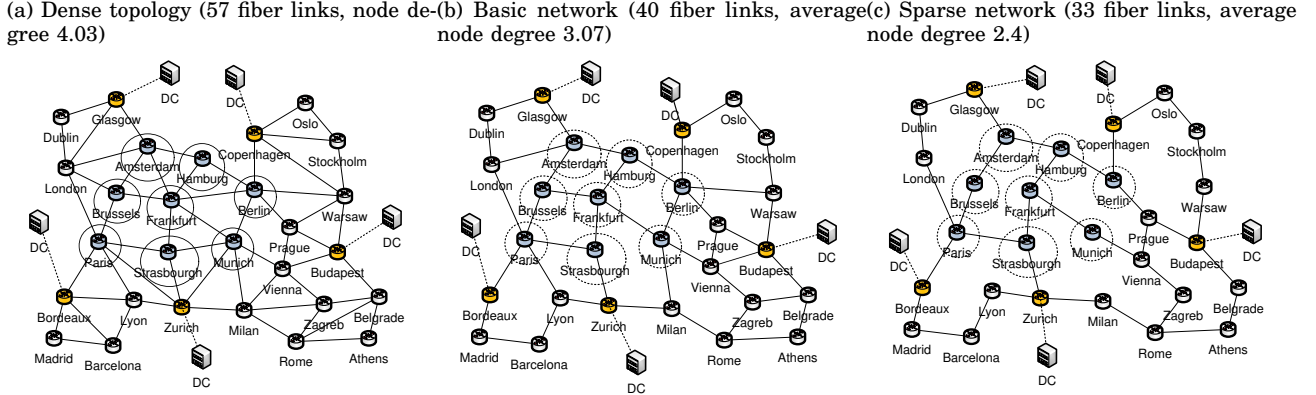 (a) Dense topology (57 fiber links, node de-
gree 4.03)
(b) Basic network (40 fiber links, average
node degree 3.07)
(c) Sparse network (33 fiber links, average
node degree 2.4)
DC
DC
Glasgow
Oslo
Dublin
Copenhagen
Stockholm
Amsterdam
Hamburg
London
Brussels
Frankfurt
Berlin
Warsaw
DC
DC
Prague
Paris
Strasbourgh
Munich
Budapest
Vienna
Bordeaux
Lyon
Zurich
Milan
Zagreb
Belgrade
Madrid
Barcelona
DC
Rome
Athens
DC
DC
Glasgow
Oslo
Dublin
Copenhagen
Stockholm
Amsterdam
Hamburg
London
Brussels
Frankfurt
Berlin
Warsaw
DC
DC
Prague
Paris
Strasbourgh
Munich
Budapest
Vienna
Bordeaux
Lyon
Zurich
Milan
Zagreb
Belgrade
Madrid
Barcelona
DC
Rome
Athens
DC
DC
Glasgow
Oslo
Dublin
Copenhagen
Stockholm
Amsterdam
Hamburg
London
Brussels
Frankfurt
Berlin
Warsaw
DC
DC
Prague
Paris
Strasbourgh
Munich
Budapest
Vienna
Bordeaux
Lyon
Zurich
Milan
Zagreb
Belgrade
Madrid
Barcelona
DC
Rome
Athens